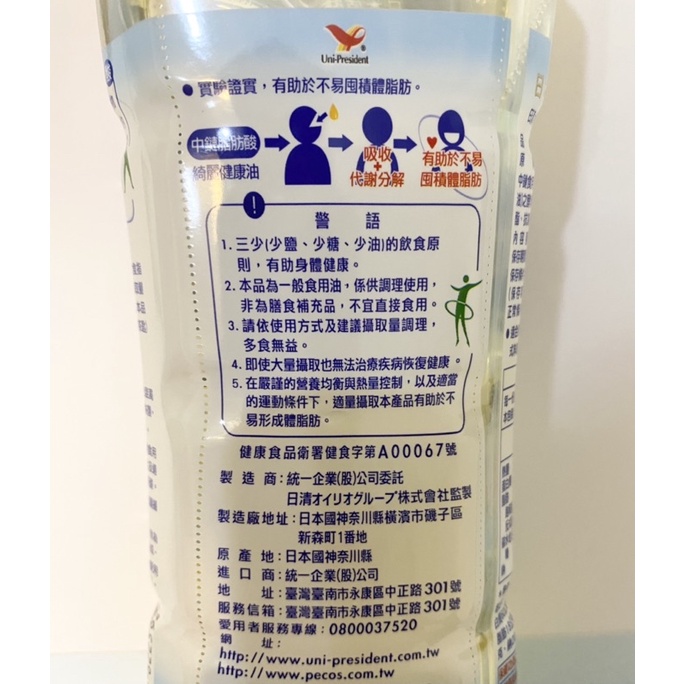 Uni-President
●實驗證實，有助於不易囤積體脂肪。
中鏈脂肪酸
綺麗健康油
吸收
+
代謝分解
有助於不易
囤積體脂肪
!
警 語
1. 三少(少鹽、少糖、少油)的飲食原
則，有助身體健康。
2. 本品為一般食用油，係供調理使用，
非為膳食補充品，不宜直接食用。
3. 請依使用方式及建議攝取量調理，
多食無益。
4. 即使大量攝取也無法治療疾病恢復健康。
5. 在嚴謹的營養均衡與熱量控制，以及適當
的運動條件下，適量攝取本產品有助於不
易形成體脂肪。
健康食品衛署健食字第A00067號
製 造 商：統一企業(股)公司委託
日清オイリオグループ株式會社監製
製造廠地址：日本國神奈川縣橫濱市磯子區
新森町1番地
原 產 地：日本國神奈川縣
進 口 商：統一企業(股)公司
地 址：臺灣臺南市永康區中正路301號
服務信箱：臺灣臺南市永康區中正路301號
愛用者服務專線：0800037520
網 址：
http://www.uni-president.com.tw
http://www.pecos.com.tw